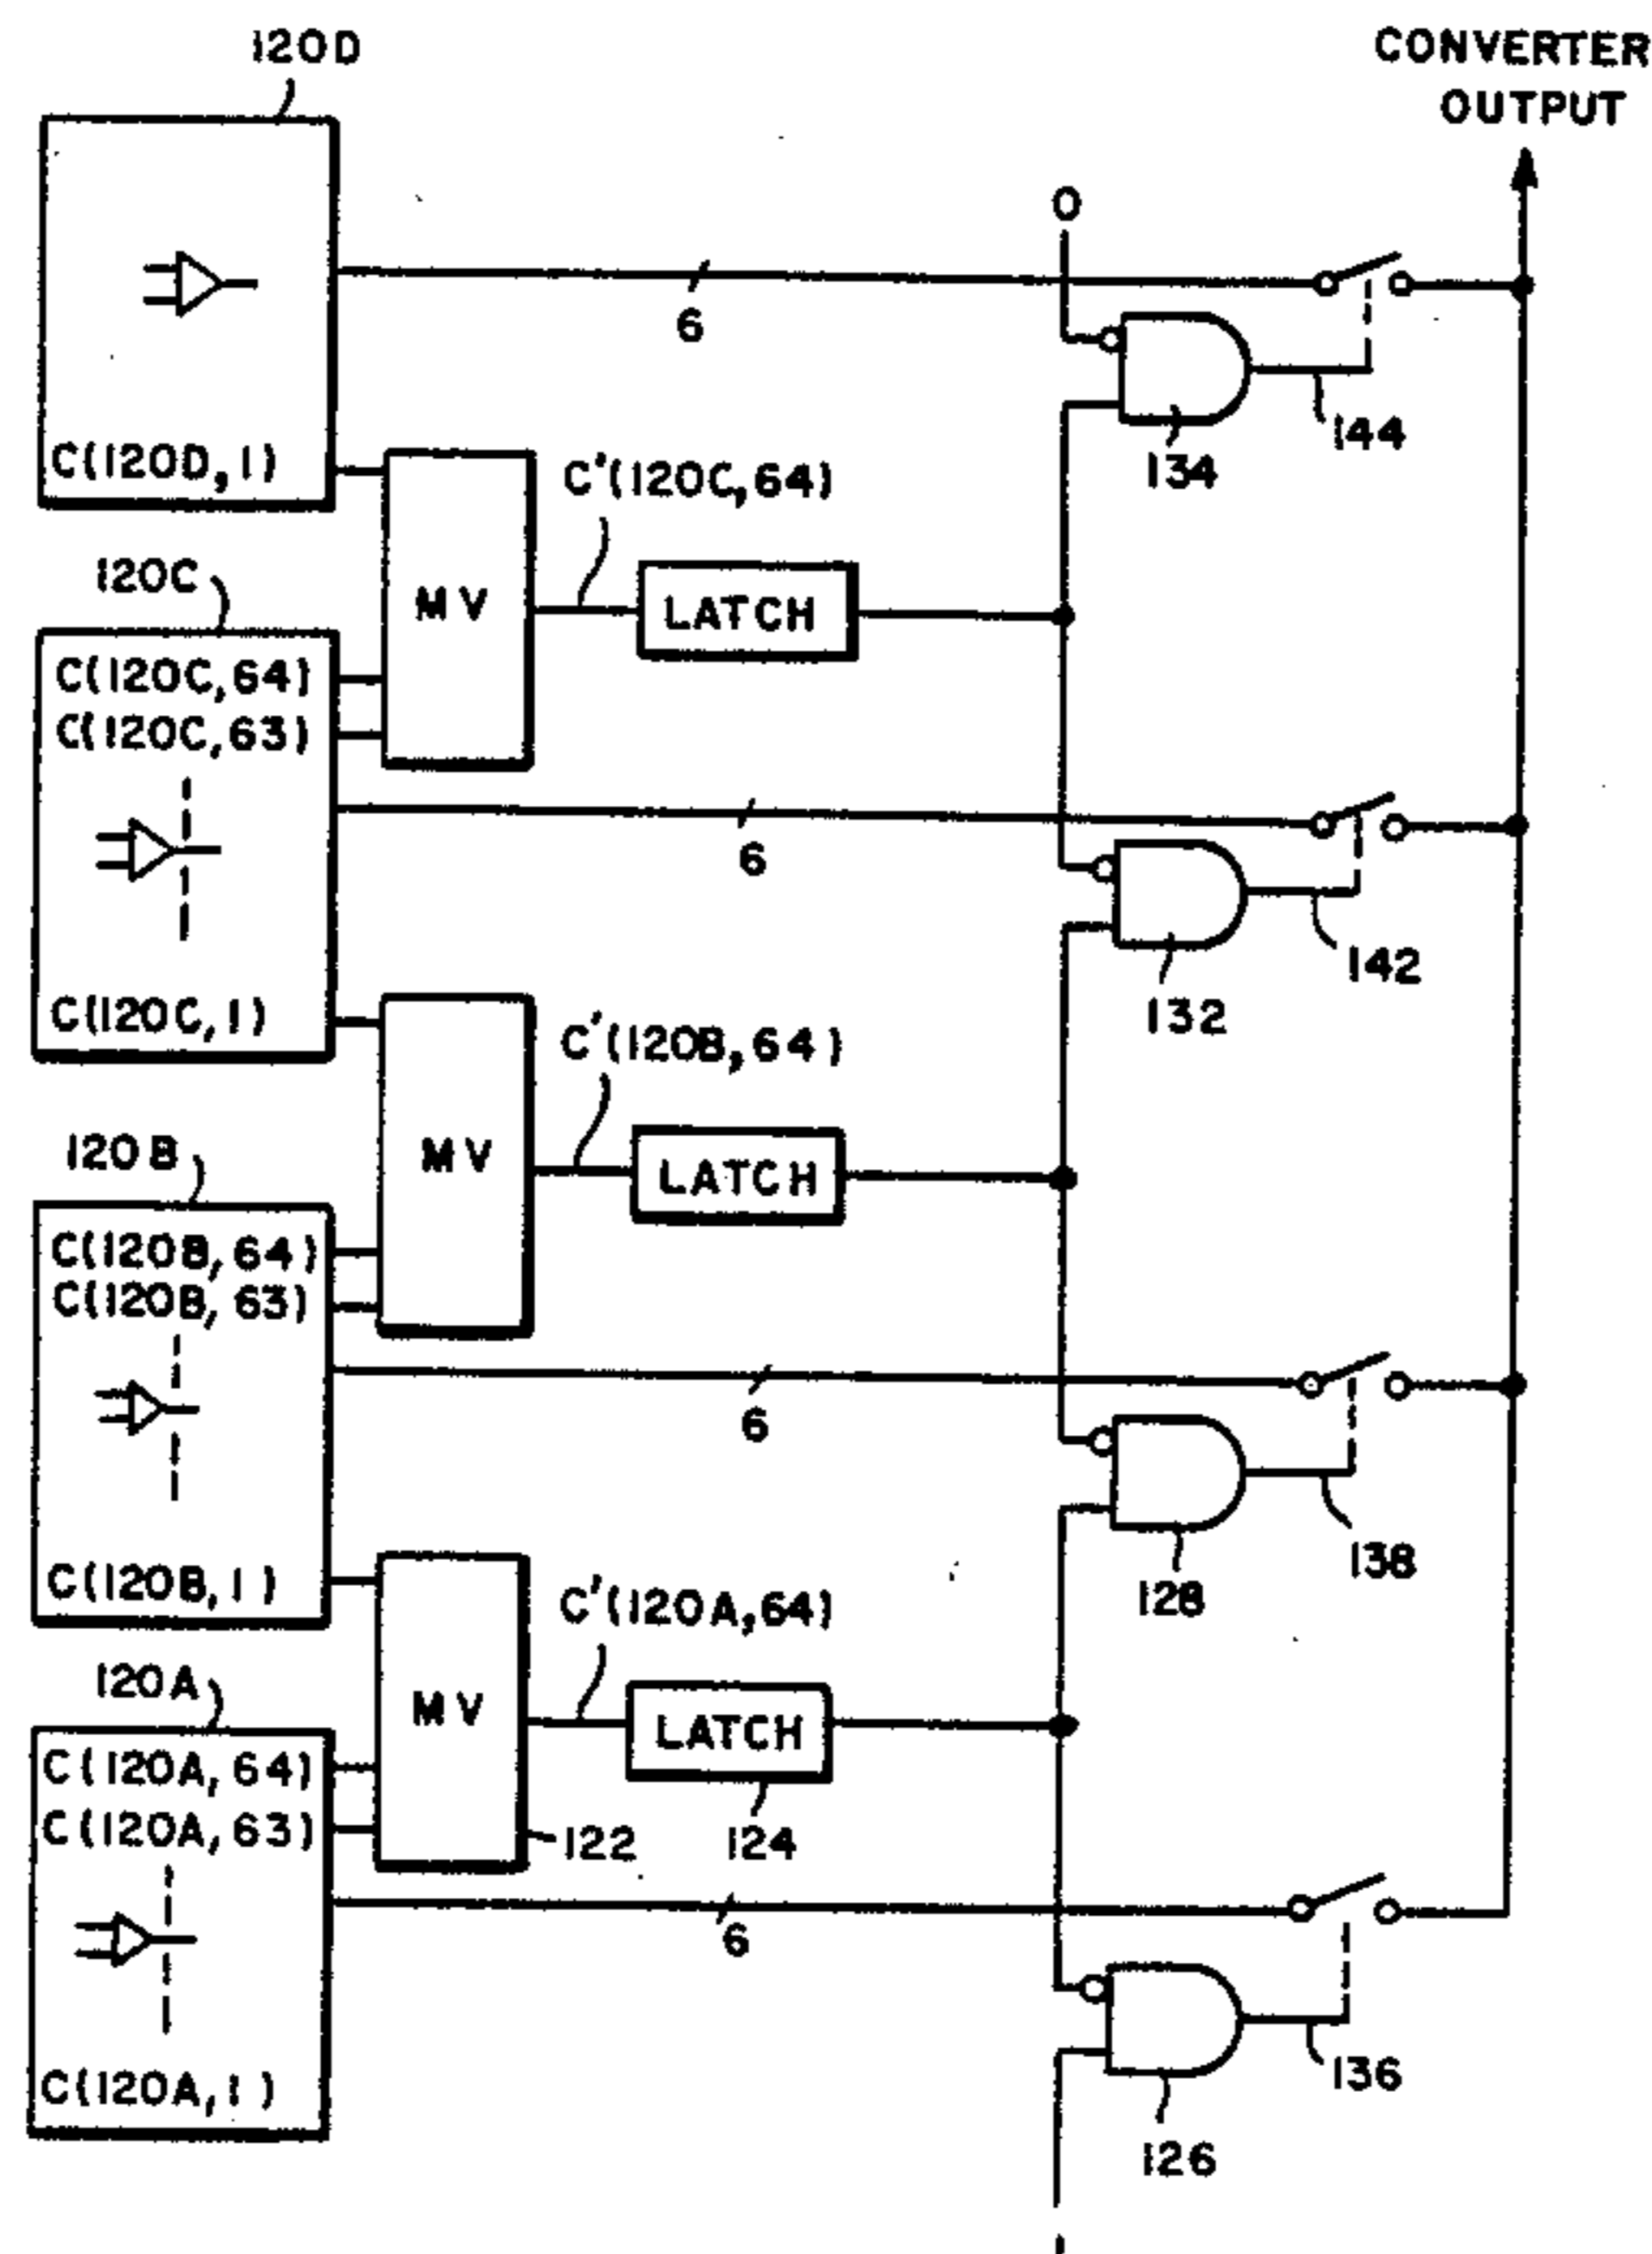 120D
CONVERTER
OUTPUT
0
6
C(120D,1)
144
134
C'(120C,64)
MV
LATCH
120C
C(120C,64)
C(120C,63)
6
142
132
C(120C,1)
C'(120B,64)
MV
LATCH
120B
C(120B,64)
C(120B,63)
6
138
128
C(120B,1)
C'(120A,64)
MV
LATCH
120A
C(120A,64)
C(120A,63)
122
124
6
136
126
C(120A,1)